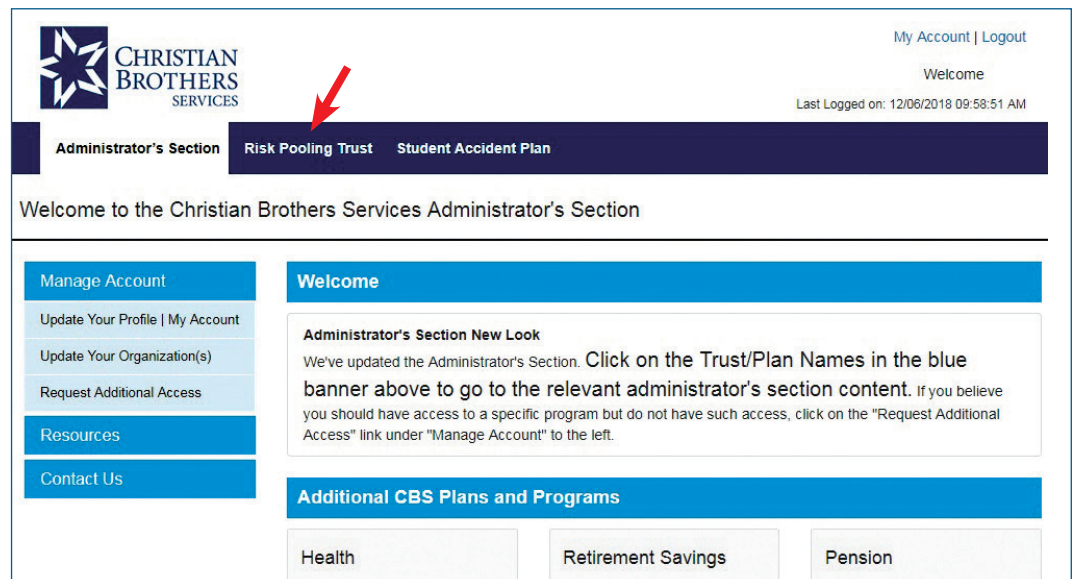 CHRISTIAN
BROTHERS
SERVICES
My Account | Logout
Welcome
Last Logged on: 12/06/2018 09:58:51 AM
Administrator's Section Risk Pooling Trust Student Accident Plan
Welcome to the Christian Brothers Services Administrator's Section
Manage Account
Update Your Profile | My Account
Update Your Organization(s)
Request Additional Access
Resources
Contact Us
Welcome
Administrator's Section New Look
We've updated the Administrator's Section. Click on the Trust/Plan Names in the blue
banner above to go to the relevant administrator's section content. If you believe
you should have access to a specific program but do not have such access, click on the "Request Additional
Access" link under "Manage Account" to the left.
Additional CBS Plans and Programs
Health
Retirement Savings
Pension